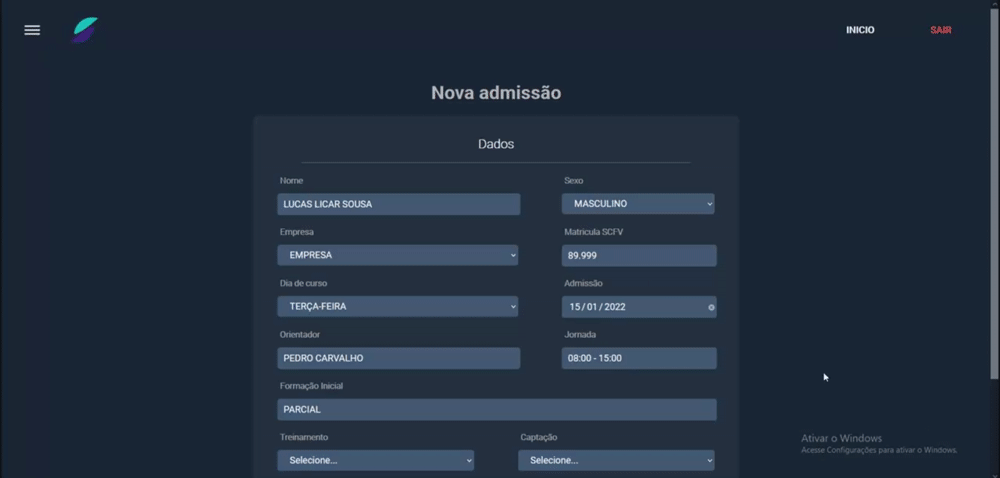 INICIO
SAIR
Nova admissão
Dados
Nome
Sexo
LUCAS LICAR SOUSA
MASCULINO
Empresa
Matricula SCFV
EMPRESA
89.999
Dia de curso
Admissão
TERÇA-FEIRA
15 / 01 / 2022
Orientador
Jornada
PEDRO CARVALHO
08:00 - 15:00
Formação Inicial
PARCIAL
Treinamento
Captação
Selecione...
Selecione...
Ativar o Windows
Acesse Configurações para ativar o Windows.